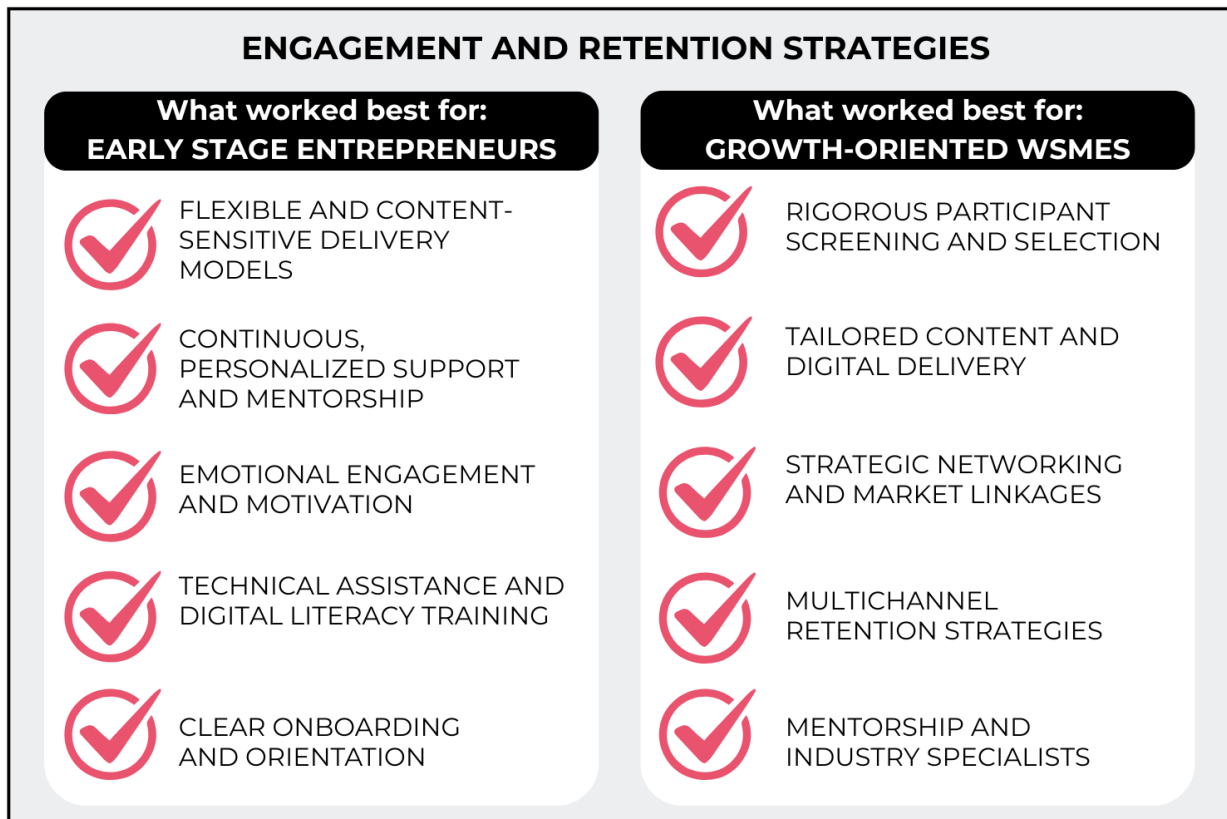 ENGAGEMENT AND RETENTION STRATEGIES
What worked best for:
EARLY STAGE ENTREPRENEURS
FLEXIBLE AND CONTENT-
SENSITIVE DELIVERY
MODELS
CONTINUOUS,
PERSONALIZED SUPPORT
AND MENTORSHIP
EMOTIONAL ENGAGEMENT
AND MOTIVATION
TECHNICAL ASSISTANCE AND
DIGITAL LITERACY TRAINING
CLEAR ONBOARDING
AND ORIENTATION
What worked best for:
GROWTH-ORIENTED WSMES
RIGOROUS PARTICIPANT
SCREENING AND SELECTION
TAILORED CONTENT AND
DIGITAL DELIVERY
STRATEGIC NETWORKING
AND MARKET LINKAGES
MULTICHANNEL
RETENTION STRATEGIES
MENTORSHIP AND
INDUSTRY SPECIALISTS